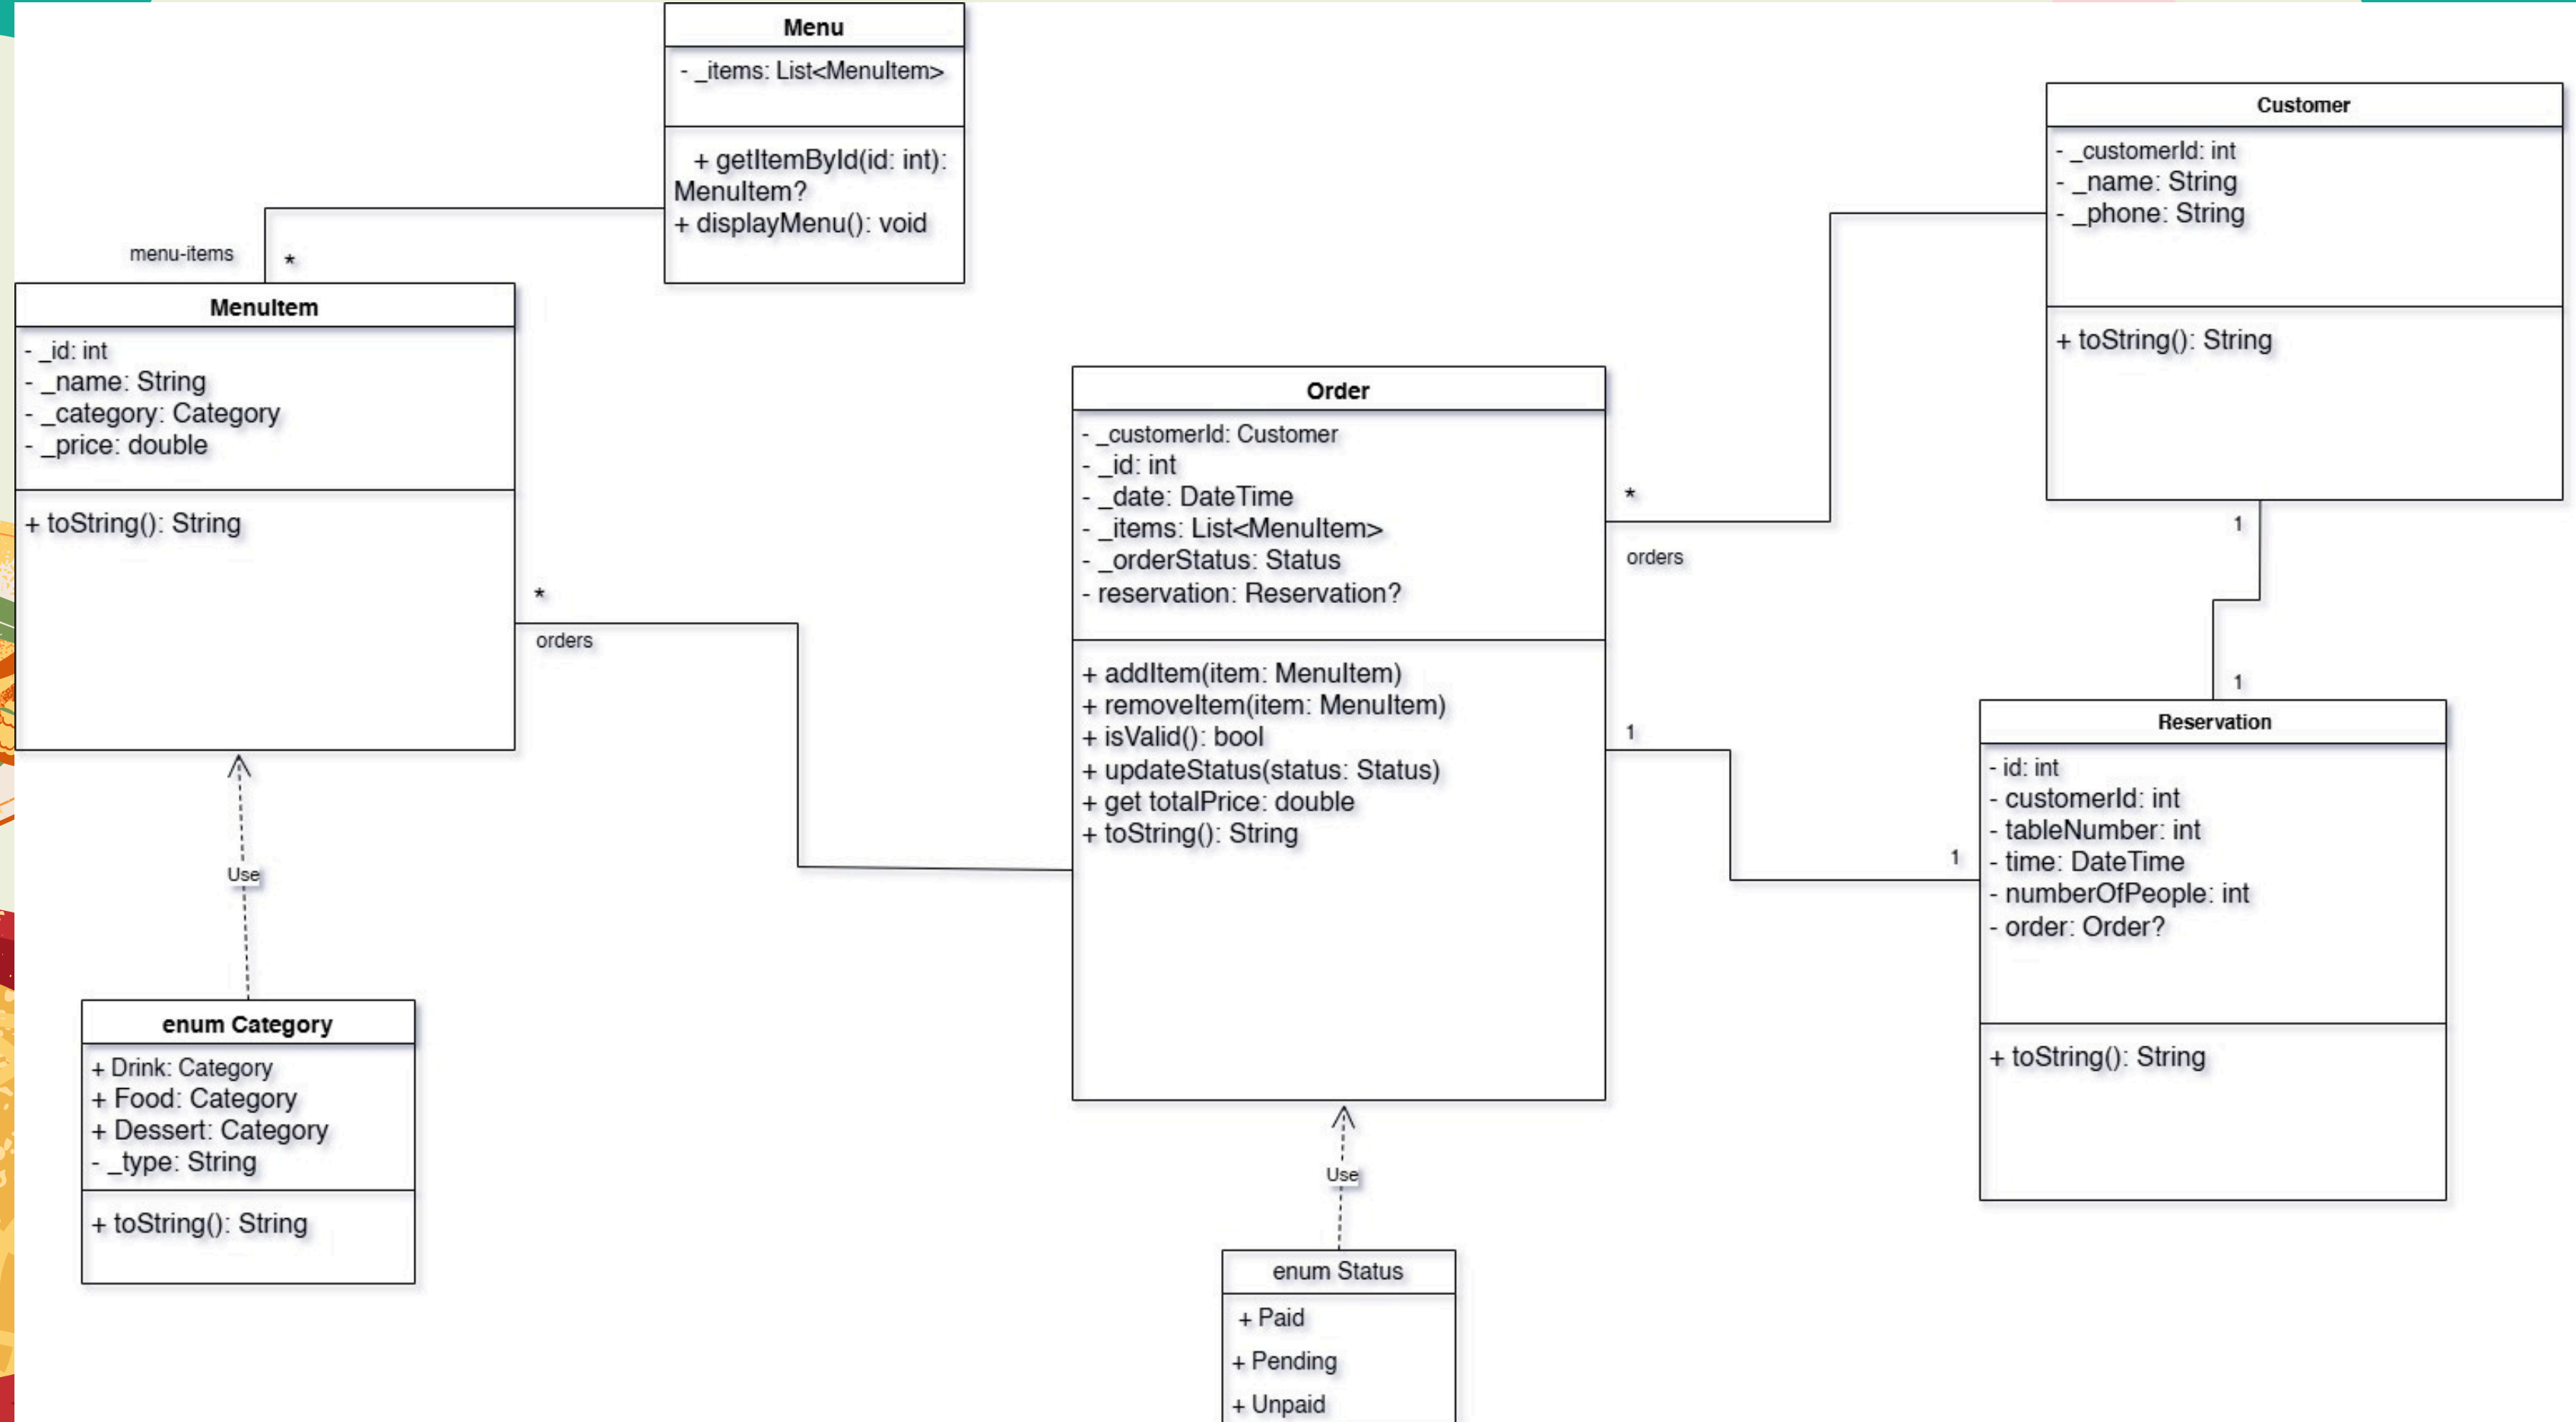 Menu
- _items: List<MenuItem>
+ getItemById(id: int):
MenuItem?
+ displayMenu(): void
menu-items
*
MenuItem
- _id: int
- _name: String
- _category: Category
- _price: double
+ toString(): String
*
orders
Use
enum Category
+ Drink: Category
+ Food: Category
+ Dessert: Category
- _type: String
+ toString(): String
Order
- _customerId: Customer
- _id: int
- _date: DateTime
- _items: List<MenuItem>
- _orderStatus: Status
- reservation: Reservation?
+ addItem(item: MenuItem)
+ removeItem(item: MenuItem)
+ isValid(): bool
+ updateStatus(status: Status)
+ get totalPrice: double
+ toString(): String
*
orders
1
1
Use
enum Status
+ Paid
+ Pending
+ Unpaid
Customer
- _customerId: int
- _name: String
- _phone: String
+ toString(): String
1
1
Reservation
- id: int
- customerId: int
- tableNumber: int
- time: DateTime
- numberOfPeople: int
- order: Order?
+ toString(): String